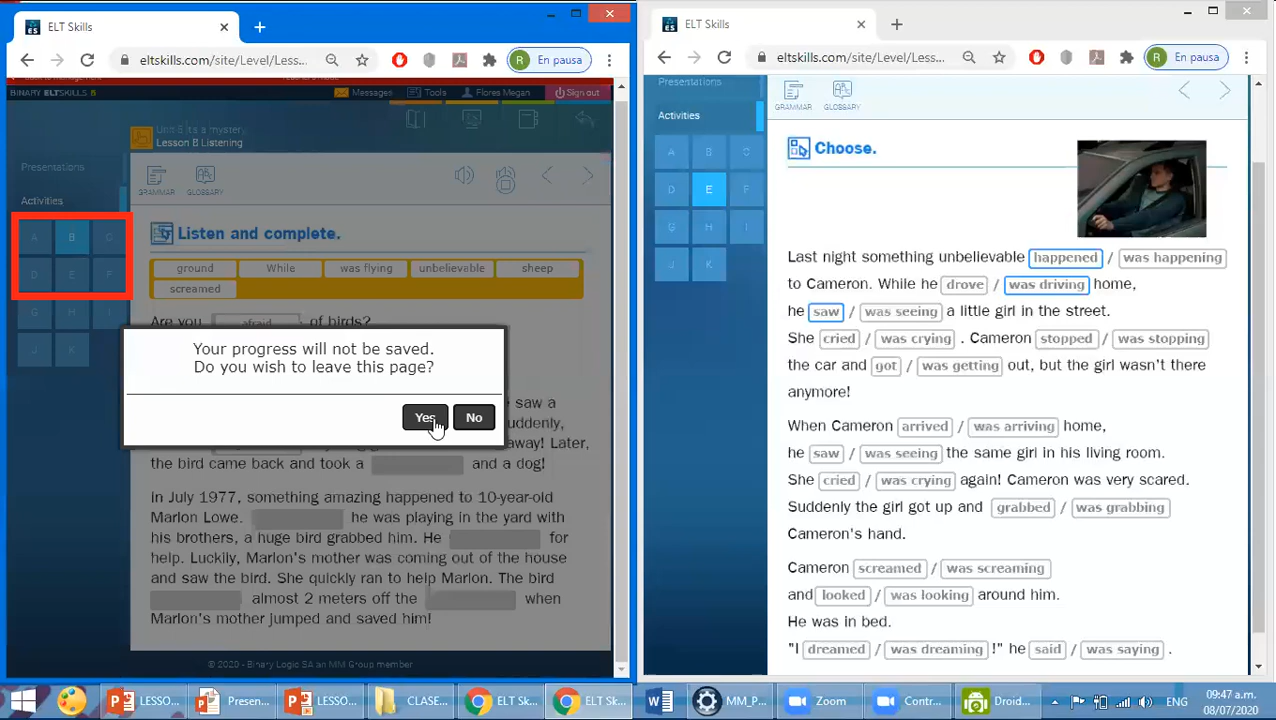 ELT Skills
eltskills.com/site/Level/Less...
En pausa
BINARY ELTSKILLS
Messages
Tools
Flores Megan
Sign out
Unit 8 It's a mystery
Lesson B Listening
Presentations
GRAMMAR
GLOSSARY
Activities
A B C
D E F
G H I
J K
Listen and complete.
ground While was flying unbelievable sheep
screamed
Are you afraid of birds?
Your progress will not be saved.
Do you wish to leave this page?
Yes No
saw a
uddenly,
away! Later,
the bird came back and took a and a dog!
In July 1977, something amazing happened to 10-year-old
Marlon Lowe. he was playing in the yard with
his brothers, a huge bird grabbed him. He for
help. Luckily, Marlon's mother was coming out of the house
and saw the bird. She quickly ran to help Marlon. The bird
almost 2 meters off the when
Marlon's mother jumped and saved him!
© 2020 - Binary Logic SA an MM Group member
ELT Skills
eltskills.com/site/Level/Less...
En pausa
Presentations
GRAMMAR
GLOSSARY
Activities
A B C
D E F
G H I
J K
Choose.
Last night something unbelievable happened / was happening
to Cameron. While he drove / was driving home,
he saw / was seeing a little girl in the street.
She cried / was crying . Cameron stopped / was stopping
the car and got / was getting out, but the girl wasn't there
anymore!
When Cameron arrived / was arriving home,
he saw / was seeing the same girl in his living room.
She cried / was crying again! Cameron was very scared.
Suddenly the girl got up and grabbed / was grabbing
Cameron's hand.
Cameron screamed / was screaming
and looked / was looking around him.
He was in bed.
"I dreamed / was dreaming !" he said / was saying .
LESSO... Presen... LESSO... CLASE... ELT Sk... ELT Sk... MM_P... Zoom Contr... Droid... ENG
09:47 a.m.
08/07/2020